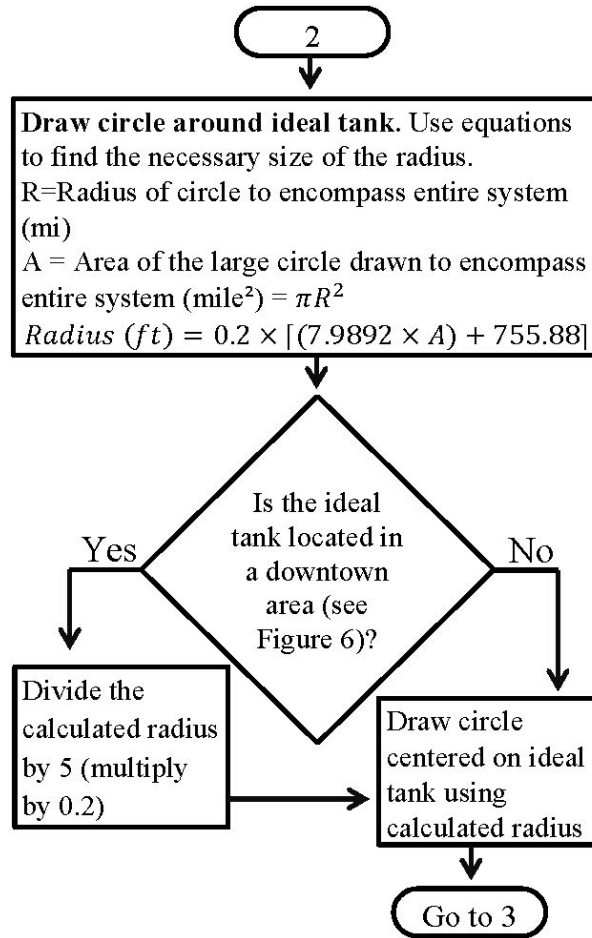 2
Draw circle around ideal tank. Use equations
to find the necessary size of the radius.
R=Radius of circle to encompass entire system
(mi)
A = Area of the large circle drawn to encompass
entire system (mile²) = πR²
Radius (ft) = 0.2 × ⌈(7.9892 × A) + 755.88⌉
Is the ideal
tank located in
a downtown
area (see
Figure 6)?
Yes
No
Divide the
calculated radius
by 5 (multiply
by 0.2)
Draw circle
centered on ideal
tank using
calculated radius
Go to 3